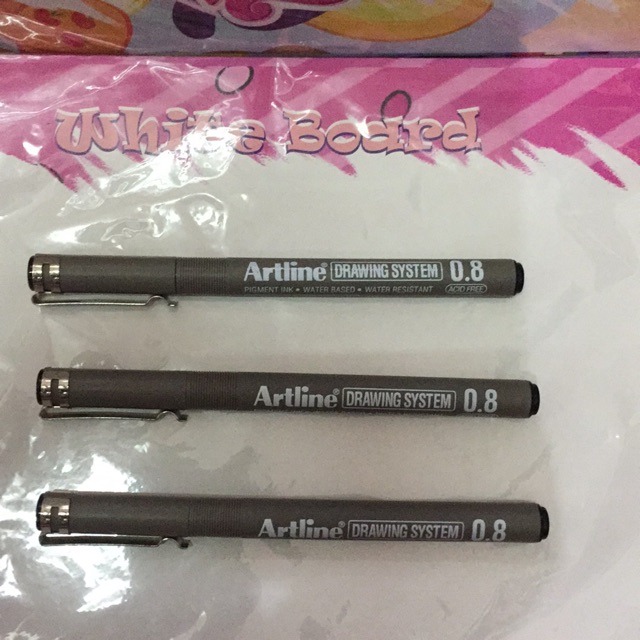 White Board
Artline® DRAWING SYSTEM 0.8
PIGMENT INK • WATER BASED • WATER RESISTANT ACID FREE
Artline® DRAWING SYSTEM 0.8
Artline® DRAWING SYSTEM 0.8